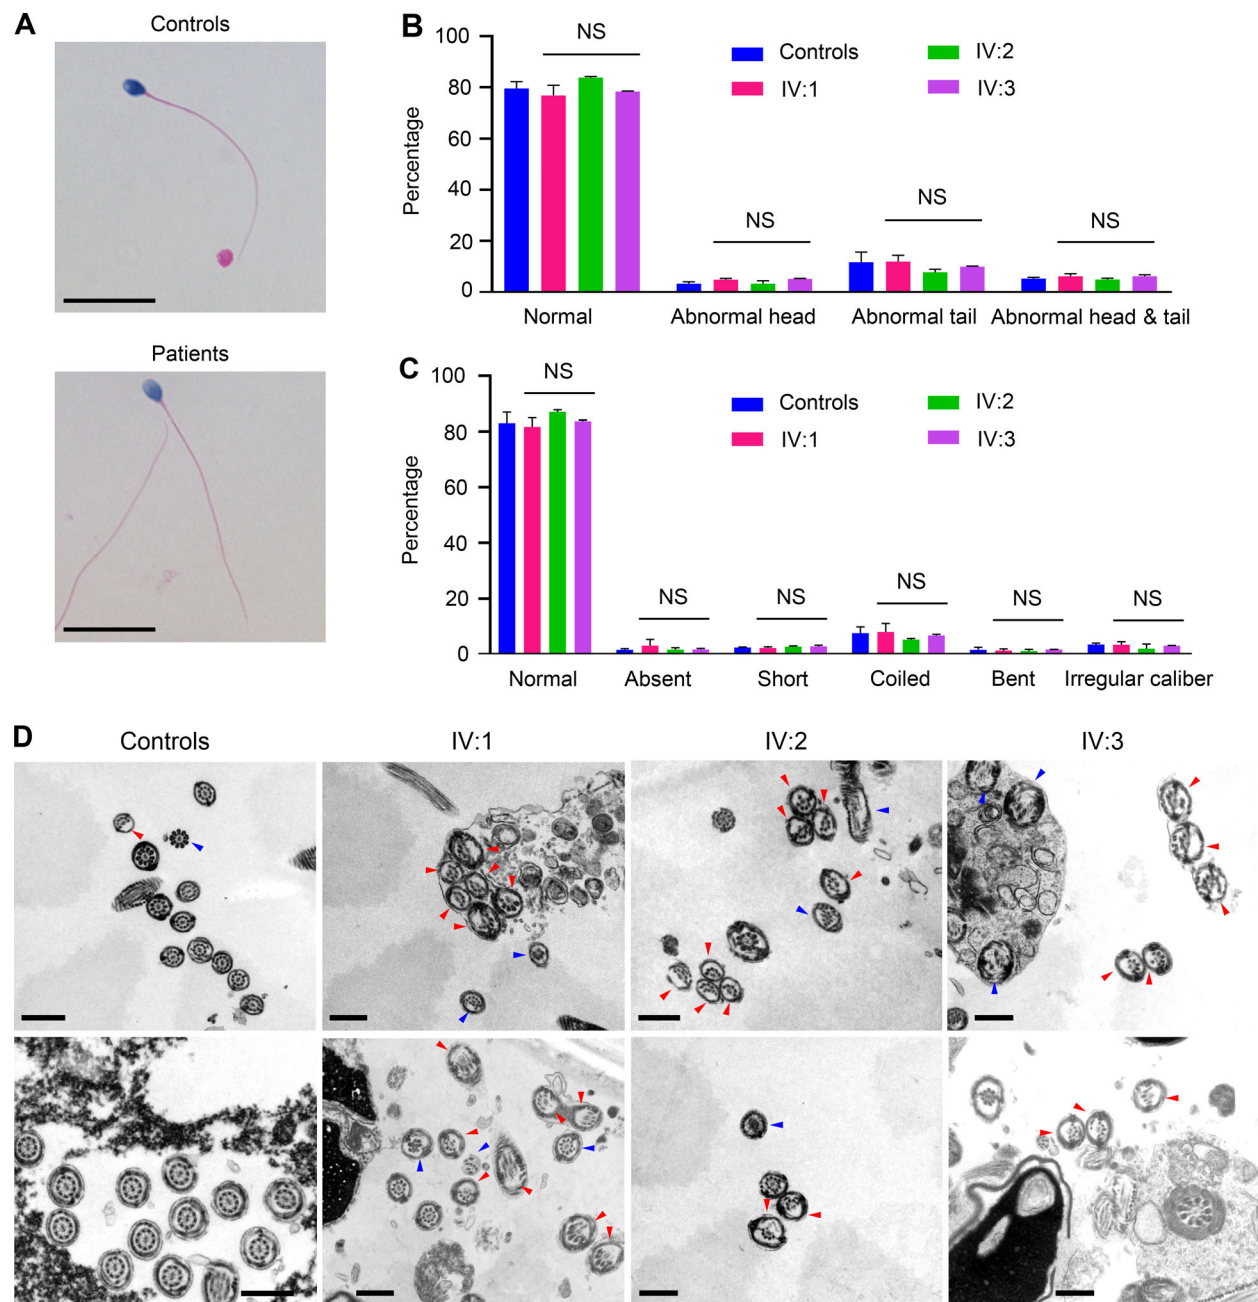 A
Controls
Patients
B
100
80
60
40
20
0
Percentage
NS
NS
NS
NS
Controls
IV:1
IV:2
IV:3
Normal
Abnormal head
Abnormal tail
Abnormal head & tail
C
100
80
60
40
20
0
Percentage
NS
NS
NS
NS
NS
NS
Controls
IV:1
IV:2
IV:3
Normal
Absent
Short
Coiled
Bent
Irregular caliber
D
Controls
IV:1
IV:2
IV:3